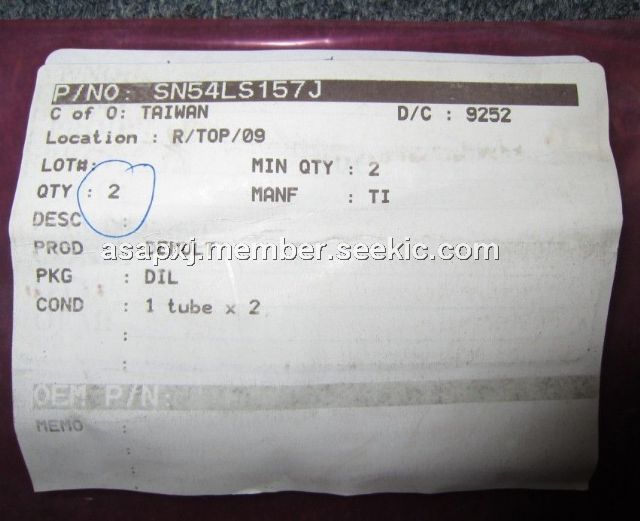 P/NO: SN54LS157J
C of O: TAIWAN D/C : 9252
Location : R/TOP/09
LOT#: MIN QTY : 2
QTY : 2 MANF : TI
DESC :
PROD
asapxj.member.seekic.com
PKG : DIL
COND : 1 tube x 2
:
:
OEM P/N:
MEMO :